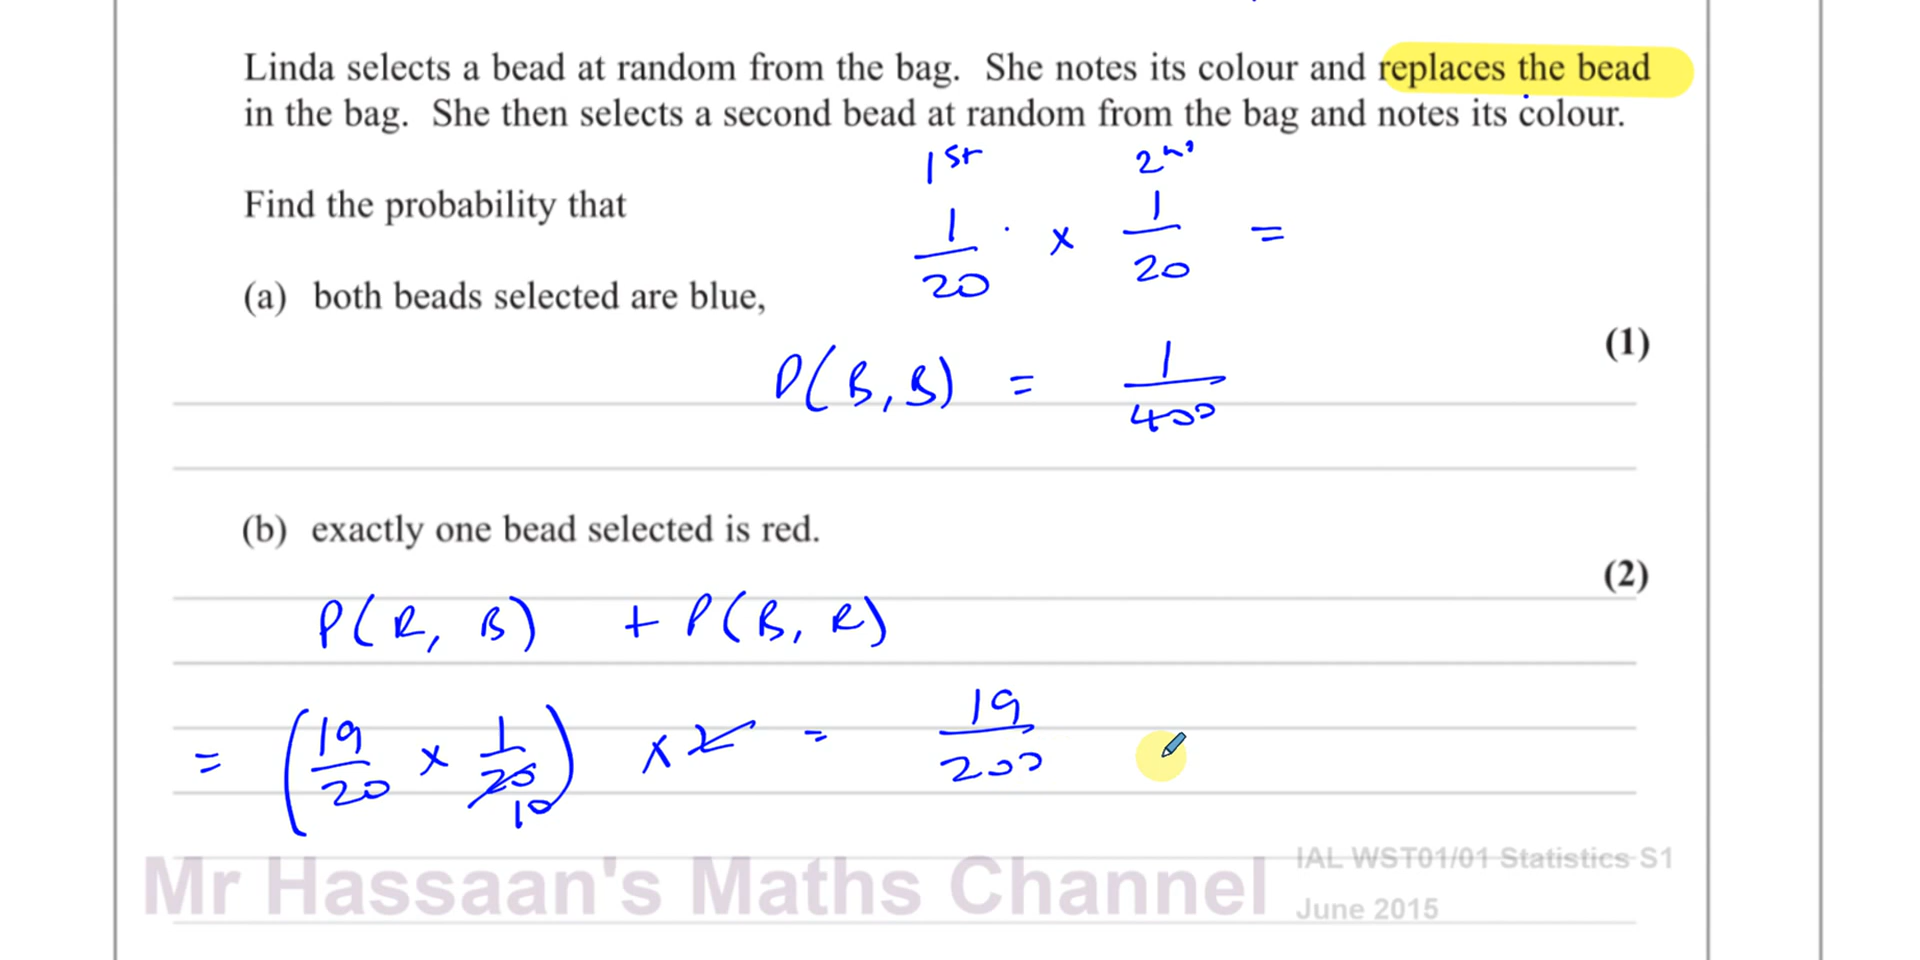 Linda selects a bead at random from the bag. She notes its colour and replaces the bead
in the bag. She then selects a second bead at random from the bag and notes its colour.
1st 2nd
Find the probability that
1/20 × 1/20 =
(a) both beads selected are blue,
(1)
P(B, B) = 1/400
(b) exactly one bead selected is red.
(2)
P(R, B) + P(B, R)
= (19/20 × 1/20 10) × 2 = 19/200
Mr Hassaan's Maths Channel
IAL WST01/01 Statistics S1
June 2015